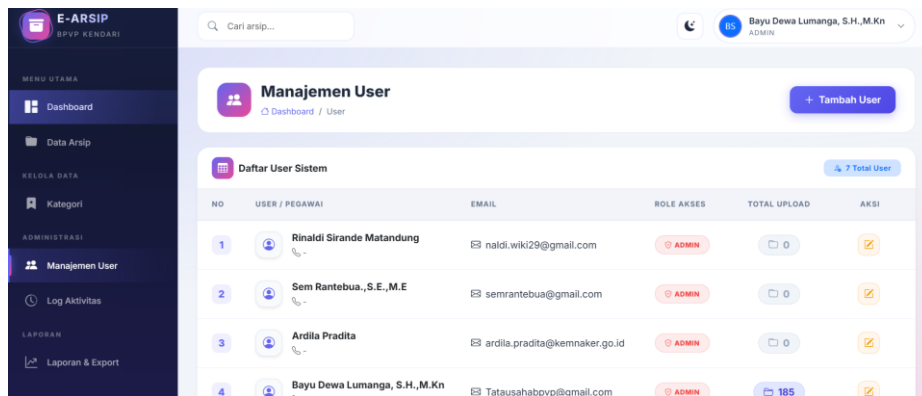 E-ARSIP
BPVP KENDARI
Cari arsip...
BS
Bayu Dewa Lumanga, S.H.,M.Kn
ADMIN
MENU UTAMA
Dashboard
Data Arsip
KELOLA DATA
Kategori
ADMINISTRASI
Manajemen User
Log Aktivitas
LAPORAN
Laporan & Export
Manajemen User
Dashboard / User
+ Tambah User
Daftar User Sistem
7 Total User
NO USER / PEGAWAI EMAIL ROLE AKSES TOTAL UPLOAD AKSI
1 Rinaldi Sirande Matandung naldi.wiki29@gmail.com ADMIN 0
-
2 Sem Rantebua.,S.E.,M.E semrantebua@gmail.com ADMIN 0
-
3 Ardila Pradita ardila.pradita@kemnaker.go.id ADMIN 0
-
4 Bayu Dewa Lumanga, S.H.,M.Kn Tatausahabpvp@gmail.com ADMIN 185